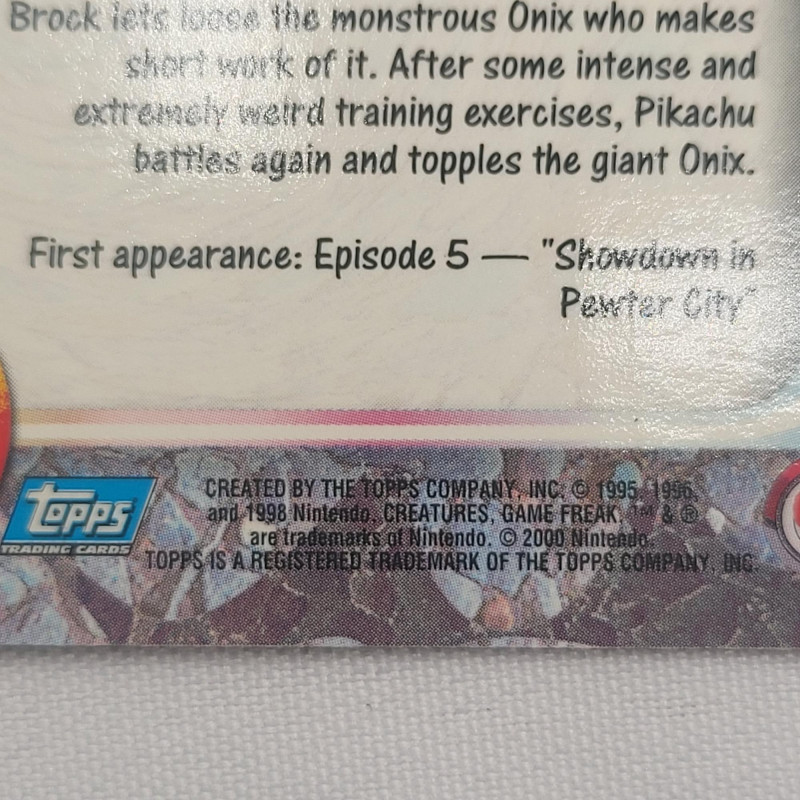 Brock lets loose the monstrous Onix who makes
short work of it. After some intense and
extremely weird training exercises, Pikachu
battles again and topples the giant Onix.
First appearance: Episode 5 — "Showdown in
Pewter City"
Topps
TRADING CARDS
CREATED BY THE TOPPS COMPANY, INC. © 1995, 1996,
and 1998 Nintendo, CREATURES, GAME FREAK. ™ & ®
are trademarks of Nintendo. © 2000 Nintendo.
TOPPS IS A REGISTERED TRADEMARK OF THE TOPPS COMPANY, INC.